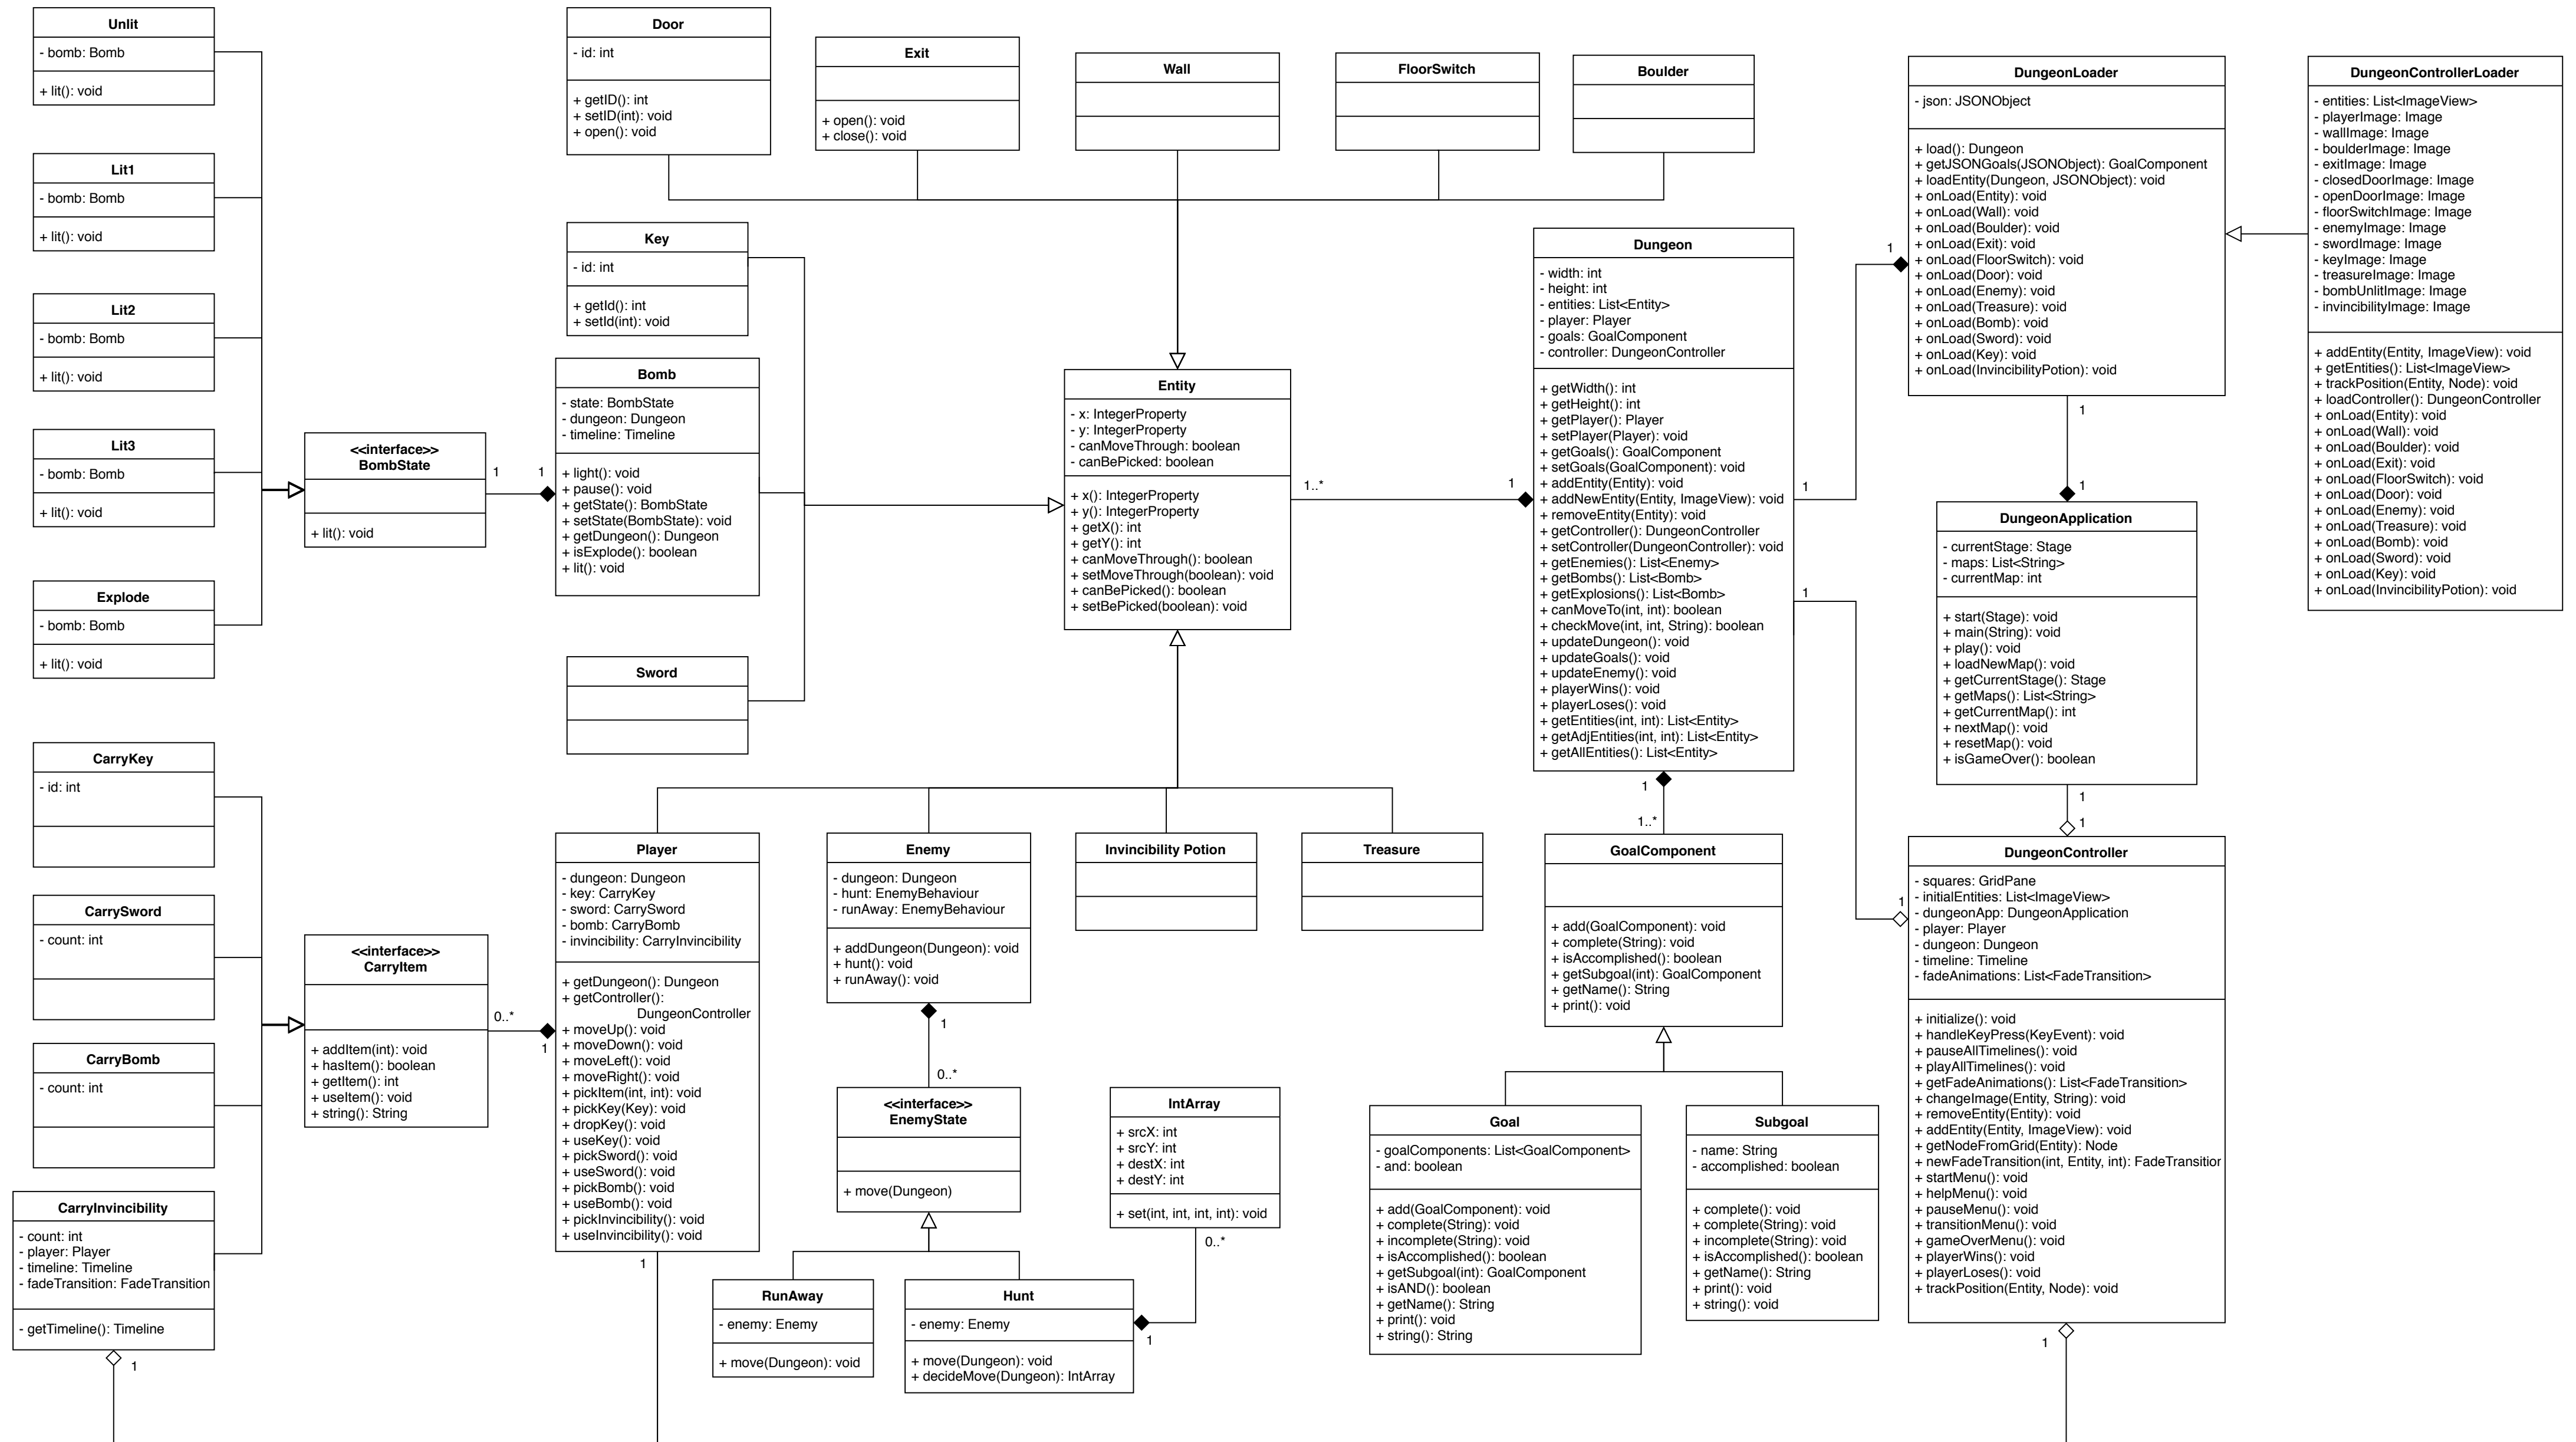 Unlit
- bomb: Bomb
+ lit(): void
Lit1
- bomb: Bomb
+ lit(): void
Lit2
- bomb: Bomb
+ lit(): void
Lit3
- bomb: Bomb
+ lit(): void
Explode
- bomb: Bomb
+ lit(): void
<<interface>>
BombState
+ lit(): void
1
1
Door
- id: int
+ getID(): int
+ setID(int): void
+ open(): void
Exit
+ open(): void
+ close(): void
Wall
FloorSwitch
Boulder
Key
- id: int
+ getId(): int
+ setId(int): void
Bomb
- state: BombState
- dungeon: Dungeon
- timeline: Timeline
+ light(): void
+ pause(): void
+ getState(): BombState
+ setState(BombState): void
+ getDungeon(): Dungeon
+ isExplode(): boolean
+ lit(): void
Sword
Entity
- x: IntegerProperty
- y: IntegerProperty
- canMoveThrough: boolean
- canBePicked: boolean
+ x(): IntegerProperty
+ y(): IntegerProperty
+ getX(): int
+ getY(): int
+ canMoveThrough(): boolean
+ setMoveThrough(boolean): void
+ canBePicked(): boolean
+ setBePicked(boolean): void
1..*
1
Dungeon
- width: int
- height: int
- entities: List<Entity>
- player: Player
- goals: GoalComponent
- controller: DungeonController
+ getWidth(): int
+ getHeight(): int
+ getPlayer(): Player
+ setPlayer(Player): void
+ getGoals(): GoalComponent
+ setGoals(GoalComponent): void
+ addEntity(Entity): void
+ addNewEntity(Entity, ImageView): void
+ removeEntity(Entity): void
+ getController(): DungeonController
+ setController(DungeonController): void
+ getEnemies(): List<Enemy>
+ getBombs(): List<Bomb>
+ getExplosions(): List<Bomb>
+ canMoveTo(int, int): boolean
+ checkMove(int, int, String): boolean
+ updateDungeon(): void
+ updateGoals(): void
+ updateEnemy(): void
+ playerWins(): void
+ playerLoses(): void
+ getEntities(int, int): List<Entity>
+ getAdjEntities(int, int): List<Entity>
+ getAllEntities(): List<Entity>
1
1
1
1
1
1..*
DungeonLoader
- json: JSONObject
+ load(): Dungeon
+ getJSONGoals(JSONObject): GoalComponent
+ loadEntity(Dungeon, JSONObject): void
+ onLoad(Entity): void
+ onLoad(Wall): void
+ onLoad(Boulder): void
+ onLoad(Exit): void
+ onLoad(FloorSwitch): void
+ onLoad(Door): void
+ onLoad(Enemy): void
+ onLoad(Treasure): void
+ onLoad(Bomb): void
+ onLoad(Sword): void
+ onLoad(Key): void
+ onLoad(InvincibilityPotion): void
1
1
DungeonControllerLoader
- entities: List<ImageView>
- playerImage: Image
- wallImage: Image
- boulderImage: Image
- exitImage: Image
- closedDoorImage: Image
- openDoorImage: Image
- floorSwitchImage: Image
- enemyImage: Image
- swordImage: Image
- keyImage: Image
- treasureImage: Image
- bombUnlitImage: Image
- invincibilityImage: Image
+ addEntity(Entity, ImageView): void
+ getEntities(): List<ImageView>
+ trackPosition(Entity, Node): void
+ loadController(): DungeonController
+ onLoad(Entity): void
+ onLoad(Wall): void
+ onLoad(Boulder): void
+ onLoad(Exit): void
+ onLoad(FloorSwitch): void
+ onLoad(Door): void
+ onLoad(Enemy): void
+ onLoad(Treasure): void
+ onLoad(Bomb): void
+ onLoad(Sword): void
+ onLoad(Key): void
+ onLoad(InvincibilityPotion): void
DungeonApplication
- currentStage: Stage
- maps: List<String>
- currentMap: int
+ start(Stage): void
+ main(String): void
+ play(): void
+ loadNewMap(): void
+ getCurrentStage(): Stage
+ getMaps(): List<String>
+ getCurrentMap(): int
+ nextMap(): void
+ resetMap(): void
+ isGameOver(): boolean
1
1
CarryKey
- id: int
CarrySword
- count: int
CarryBomb
- count: int
CarryInvincibility
- count: int
- player: Player
- timeline: Timeline
- fadeTransition: FadeTransition
- getTimeline(): Timeline
1
<<interface>>
CarryItem
+ addItem(int): void
+ hasItem(): boolean
+ getItem(): int
+ useItem(): void
+ string(): String
0..*
1
Player
- dungeon: Dungeon
- key: CarryKey
- sword: CarrySword
- bomb: CarryBomb
- invincibility: CarryInvincibility
+ getDungeon(): Dungeon
+ getController():
DungeonController
+ moveUp(): void
+ moveDown(): void
+ moveLeft(): void
+ moveRight(): void
+ pickItem(int, int): void
+ pickKey(Key): void
+ dropKey(): void
+ useKey(): void
+ pickSword(): void
+ useSword(): void
+ pickBomb(): void
+ useBomb(): void
+ pickInvincibility(): void
+ useInvincibility(): void
1
Enemy
- dungeon: Dungeon
- hunt: EnemyBehaviour
- runAway: EnemyBehaviour
+ addDungeon(Dungeon): void
+ hunt(): void
+ runAway(): void
1
0..*
Invincibility Potion
Treasure
<<interface>>
EnemyState
+ move(Dungeon)
IntArray
+ srcX: int
+ srcY: int
+ destX: int
+ destY: int
+ set(int, int, int, int): void
0..*
1
RunAway
- enemy: Enemy
+ move(Dungeon): void
Hunt
- enemy: Enemy
+ move(Dungeon): void
+ decideMove(Dungeon): IntArray
GoalComponent
+ add(GoalComponent): void
+ complete(String): void
+ isAccomplished(): boolean
+ getSubgoal(int): GoalComponent
+ getName(): String
+ print(): void
Goal
- goalComponents: List<GoalComponent>
- and: boolean
+ add(GoalComponent): void
+ complete(String): void
+ incomplete(String): void
+ isAccomplished(): boolean
+ getSubgoal(int): GoalComponent
+ isAND(): boolean
+ getName(): String
+ print(): void
+ string(): String
Subgoal
- name: String
- accomplished: boolean
+ complete(): void
+ complete(String): void
+ incomplete(String): void
+ isAccomplished(): boolean
+ getName(): String
+ print(): void
+ string(): void
DungeonController
- squares: GridPane
- initialEntities: List<ImageView>
- dungeonApp: DungeonApplication
- player: Player
- dungeon: Dungeon
- timeline: Timeline
- fadeAnimations: List<FadeTransition>
+ initialize(): void
+ handleKeyPress(KeyEvent): void
+ pauseAllTimelines(): void
+ playAllTimelines(): void
+ getFadeAnimations(): List<FadeTransition>
+ changeImage(Entity, String): void
+ removeEntity(Entity): void
+ addEntity(Entity, ImageView): void
+ getNodeFromGrid(Entity): Node
+ newFadeTransition(int, Entity, int): FadeTransitior
+ startMenu(): void
+ helpMenu(): void
+ pauseMenu(): void
+ transitionMenu(): void
+ gameOverMenu(): void
+ playerWins(): void
+ playerLoses(): void
+ trackPosition(Entity, Node): void
1